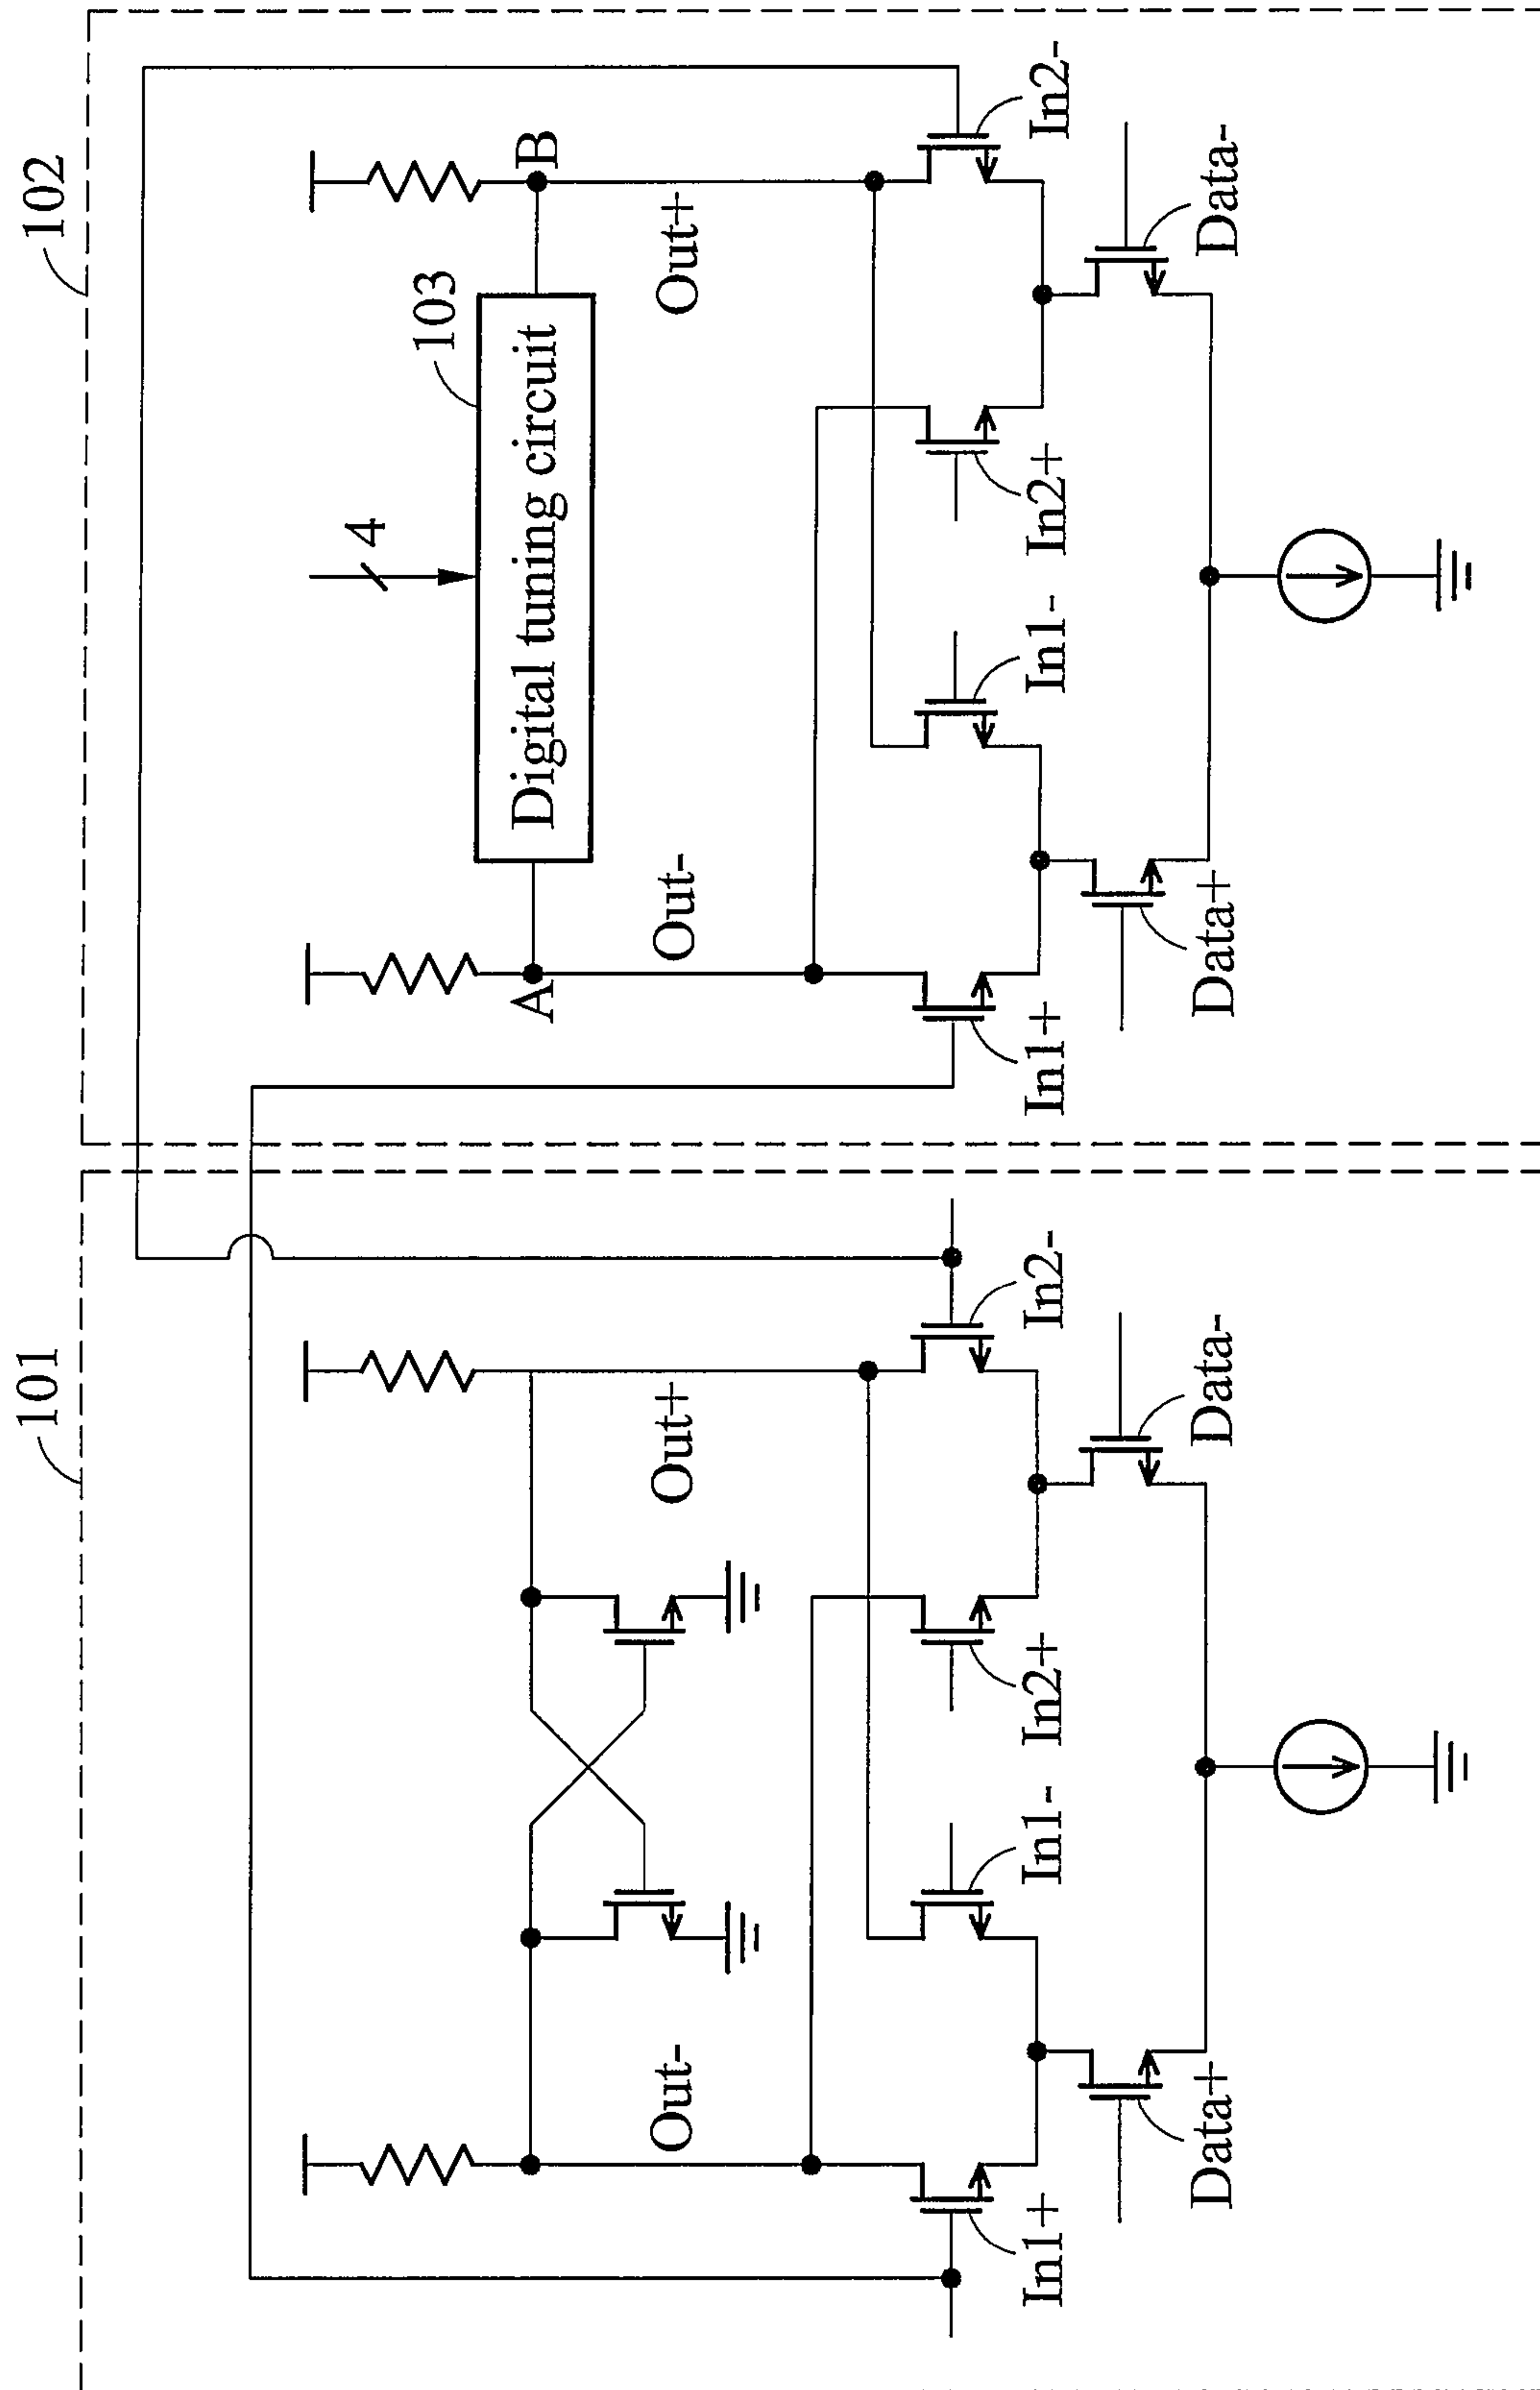 101
Out-
Out+
In1+
In1-
In2+
In2-
Data+
Data-
102
4
103
Digital tuning circuit
A
B
Out-
Out+
In1+
In1-
In2+
In2-
Data+
Data-